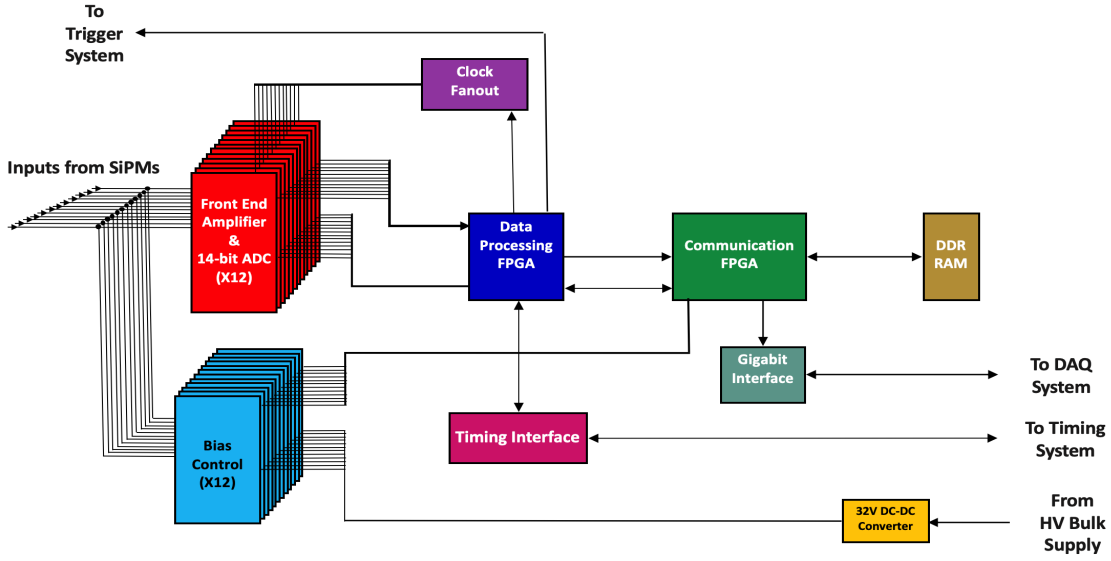 To
Trigger
System
Clock
Fanout
Inputs from SiPMs
Front End
Amplifier
&
14-bit ADC
(X12)
Data
Processing
FPGA
Communication
FPGA
DDR
RAM
Gigabit
Interface
To DAQ
System
Bias
Control
(X12)
Timing Interface
To Timing
System
32V DC-DC
Converter
From
HV Bulk
Supply